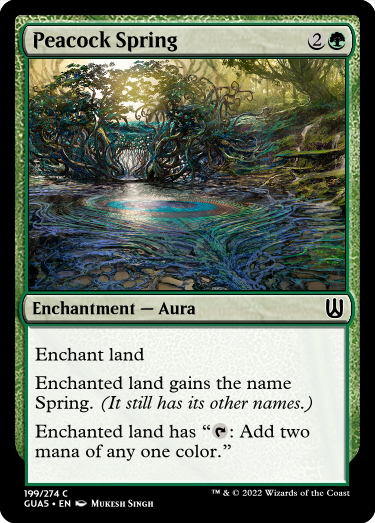 Peacock Spring 2
Enchantment — Aura
Enchant land
Enchanted land gains the name
Spring. (It still has its other names.)
Enchanted land has “: Add two
mana of any one color.”
199/274 C
GUA5 • EN Mukesh Singh
™ & © 2022 Wizards of the Coast